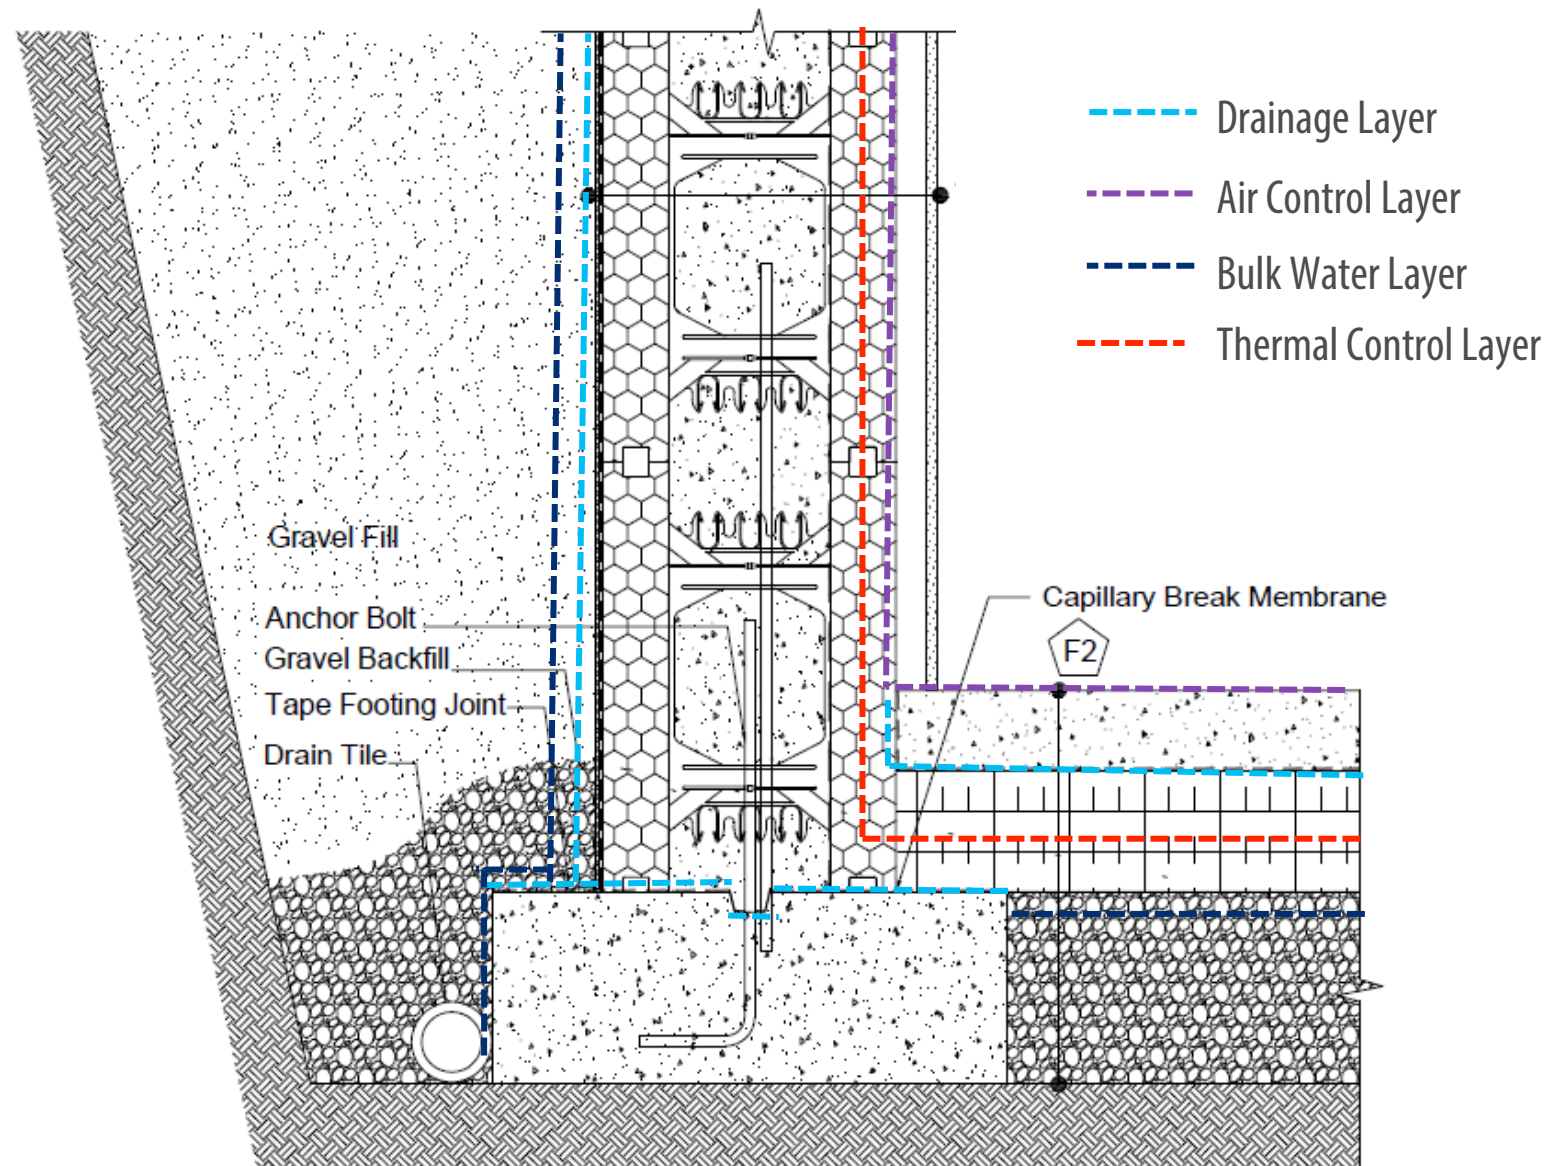 Drainage Layer
Air Control Layer
Bulk Water Layer
Thermal Control Layer
Gravel Fill
Anchor Bolt
Gravel Backfill
Tape Footing Joint
Drain Tile
Capillary Break Membrane
F2